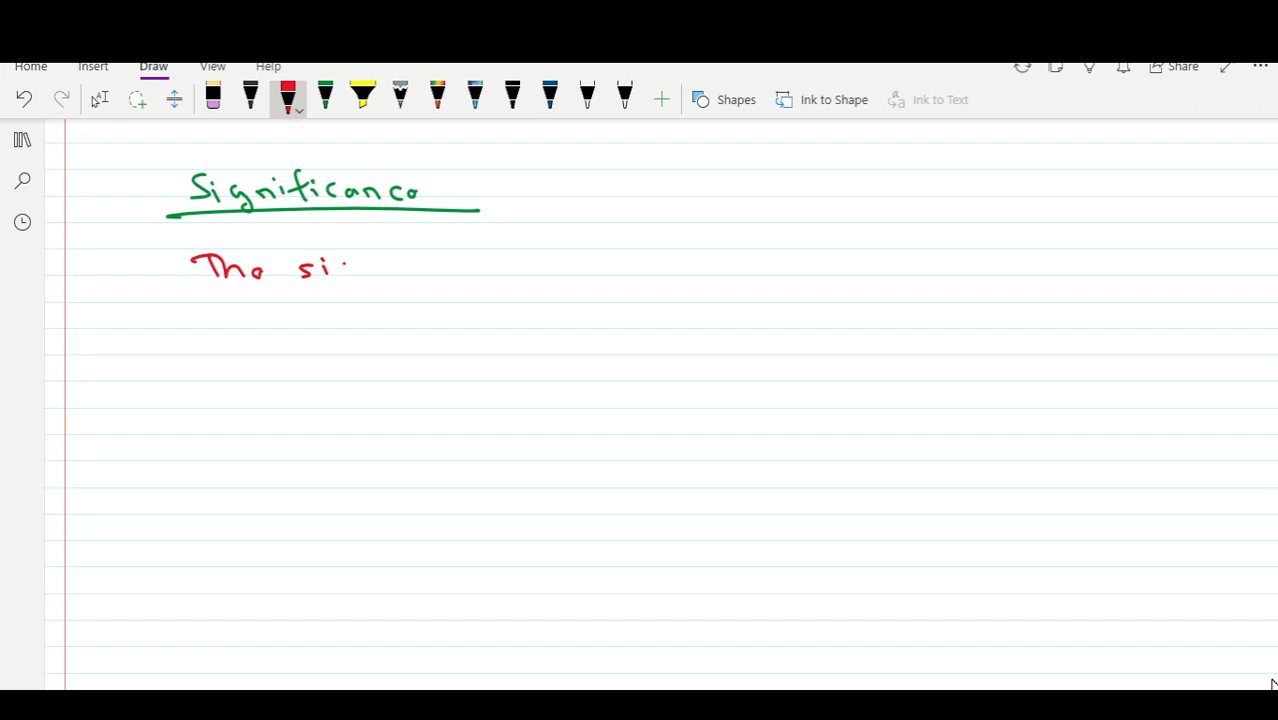 Home Insert Draw View Help Share
Shapes Ink to Shape Ink to Text
Significance
The si